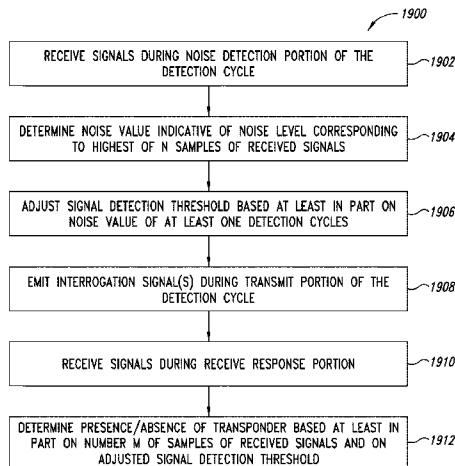 1900
RECEIVE SIGNALS DURING NOISE DETECTION PORTION OF THE
DETECTION CYCLE
1902
DETERMINE NOISE VALUE INDICATIVE OF NOISE LEVEL CORRESPONDING
TO HIGHEST OF N SAMPLES OF RECEIVED SIGNALS
1904
ADJUST SIGNAL DETECTION THRESHOLD BASED AT LEAST IN PART ON
NOISE VALUE OF AT LEAST ONE DETECTION CYCLES
1906
EMIT INTERROGATION SIGNAL(S) DURING TRANSMIT PORTION OF THE
DETECTION CYCLE
1908
RECEIVE SIGNALS DURING RECEIVE RESPONSE PORTION
1910
DETERMINE PRESENCE/ABSENCE OF TRANSPONDER BASED AT LEAST IN
PART ON NUMBER M OF SAMPLES OF RECEIVED SIGNALS AND ON
ADJUSTED SIGNAL DETECTION THRESHOLD
1912